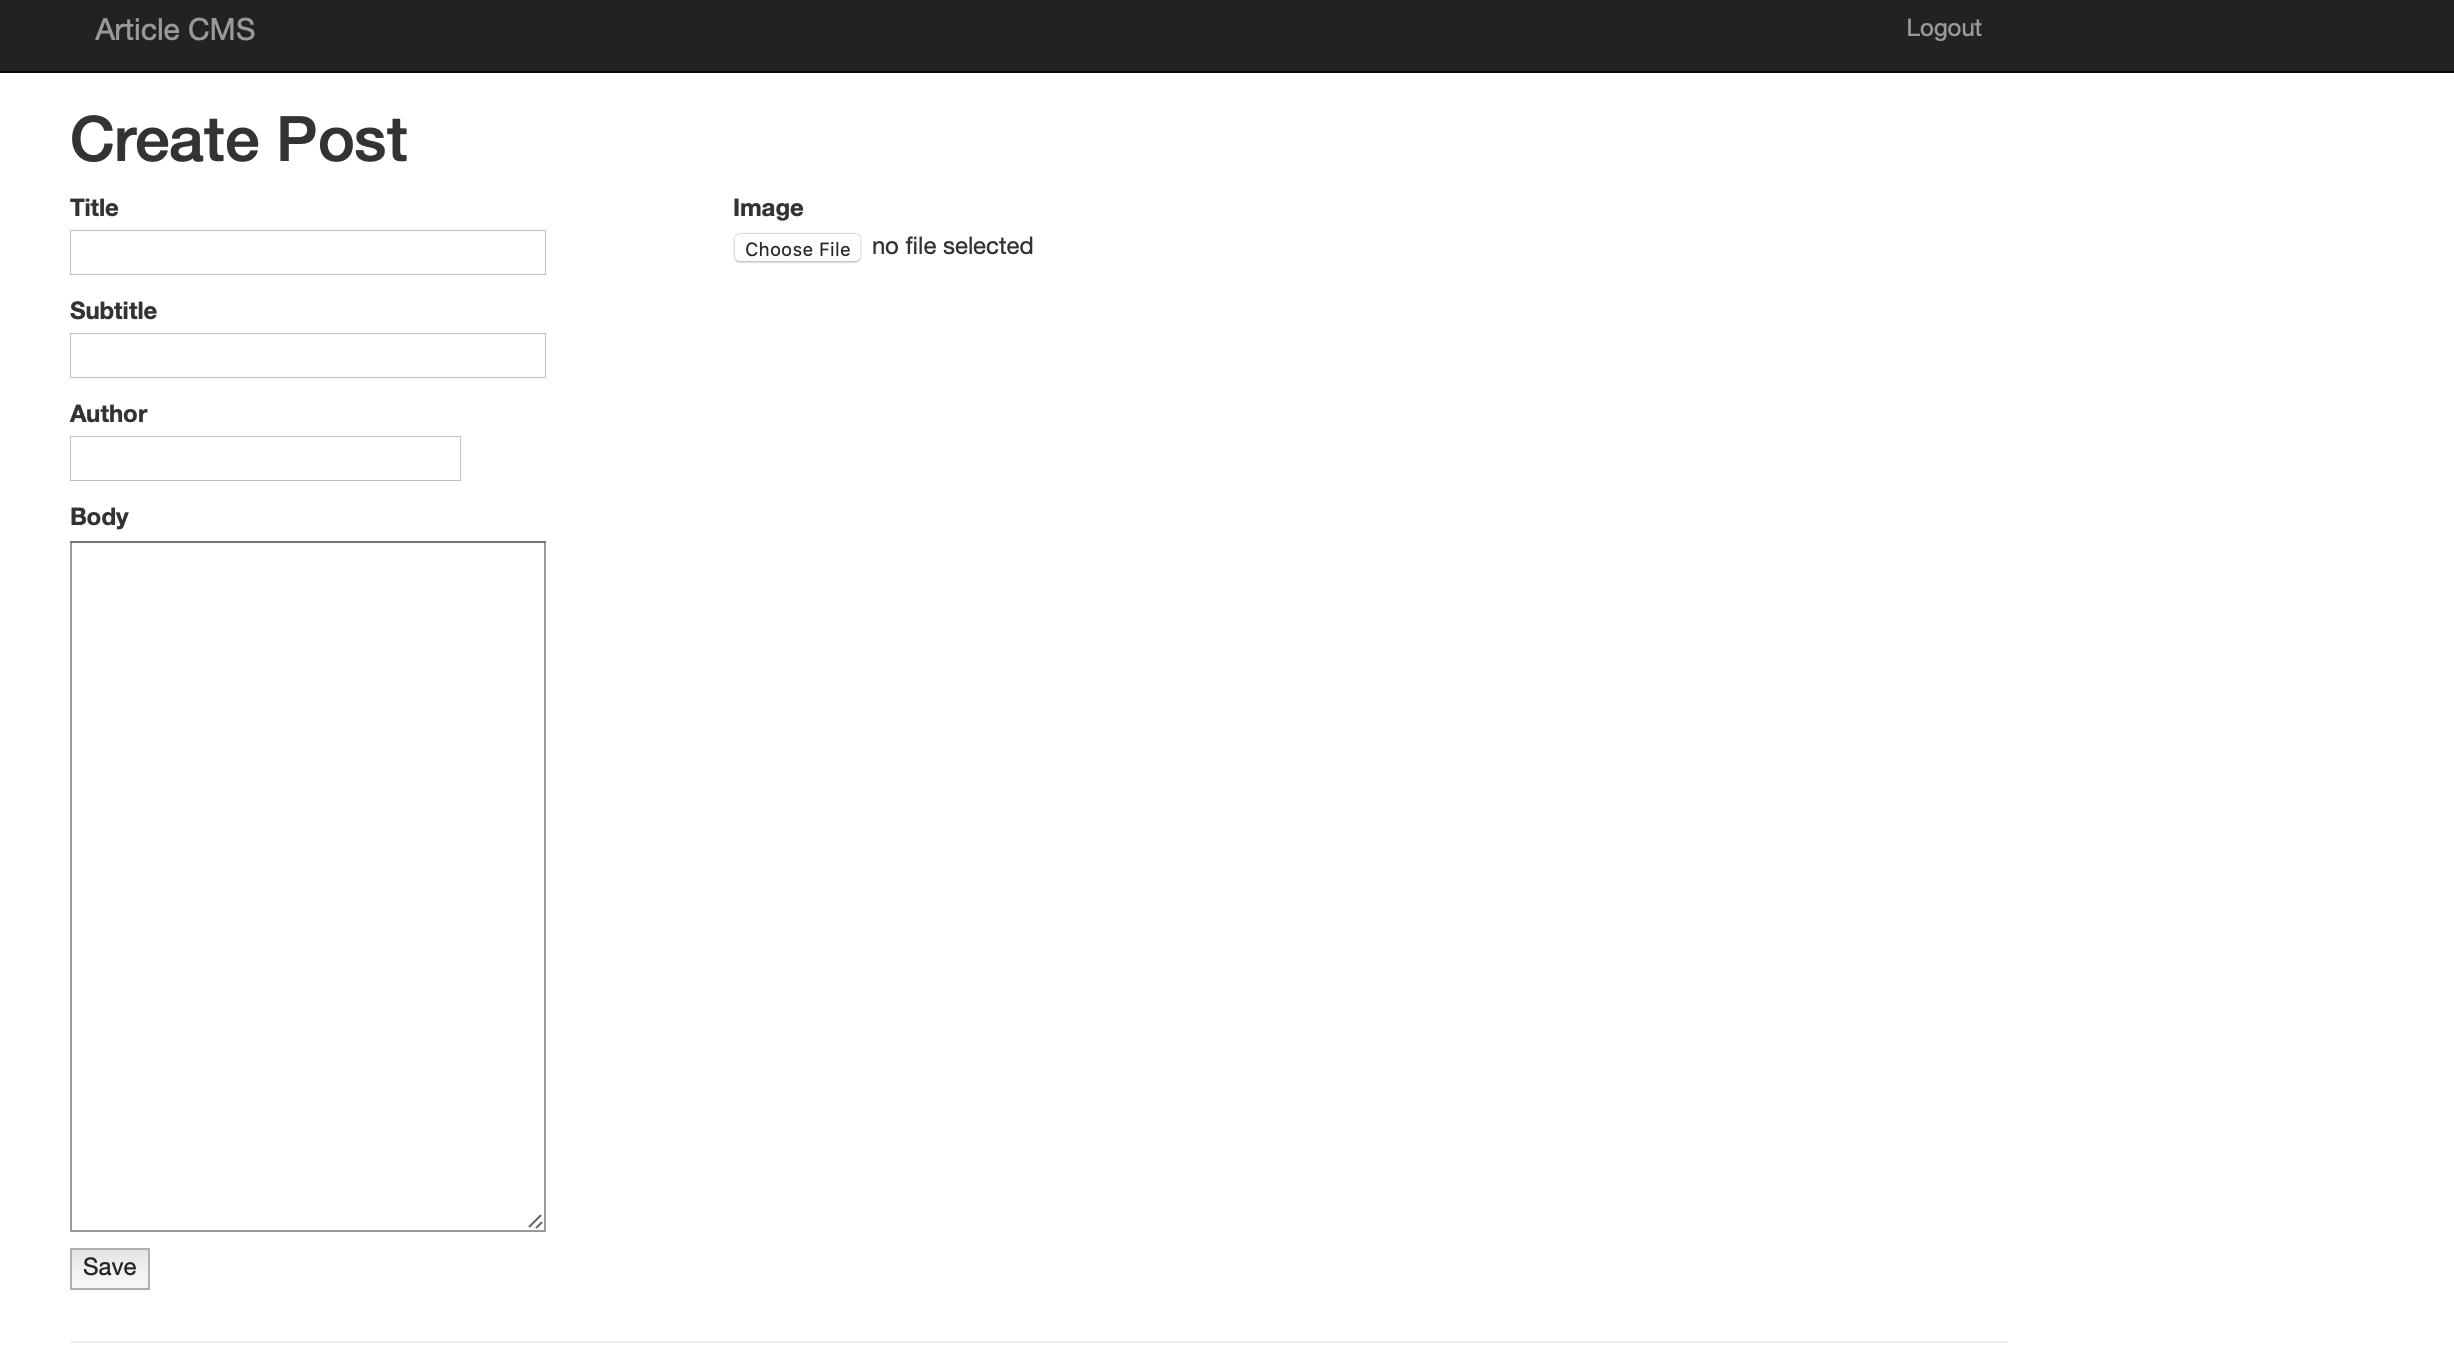 Article CMS
Logout
Create Post
Title
Image
Choose File no file selected
Subtitle
Author
Body
Save